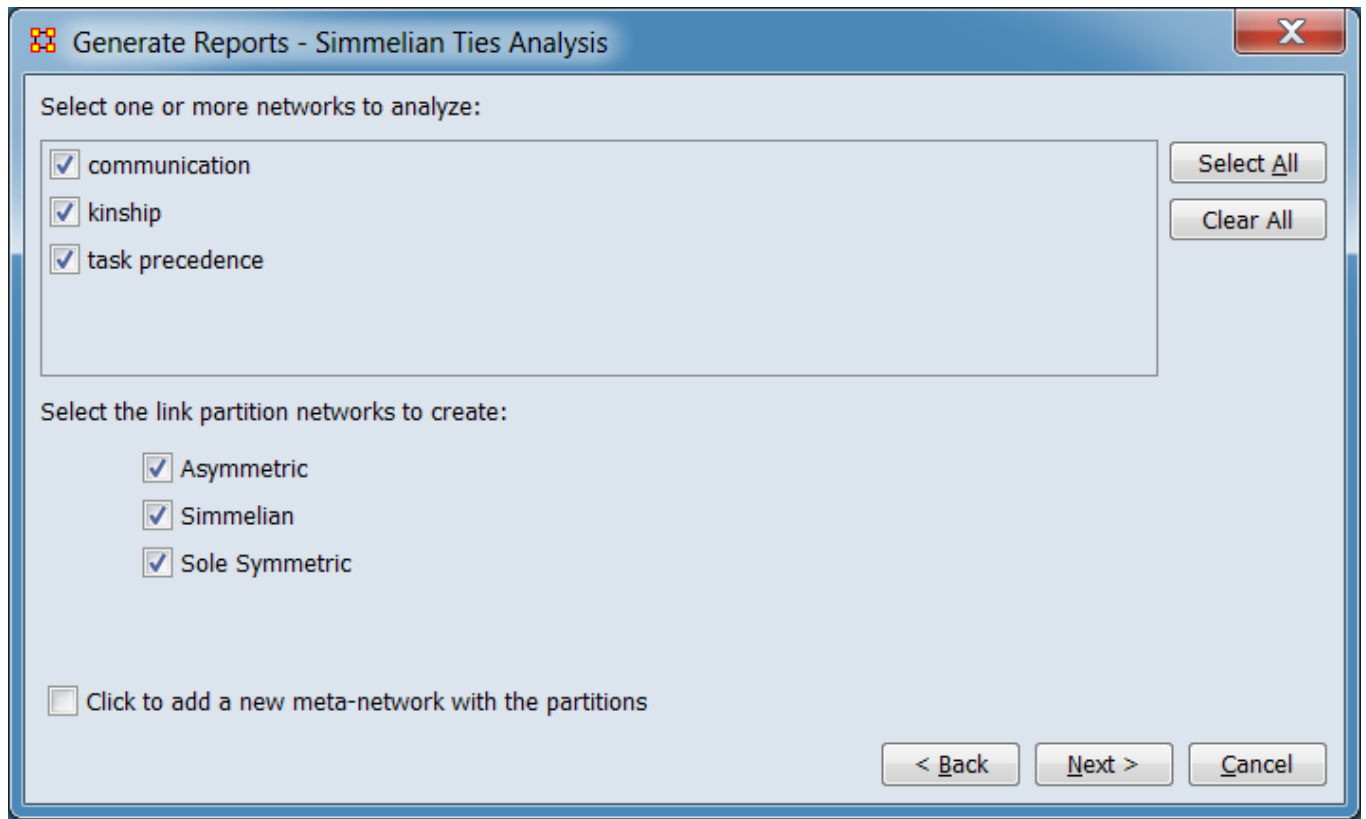 Generate Reports - Simmelian Ties Analysis
X
Select one or more networks to analyze:
communication
kinship
task precedence
Select All
Clear All
Select the link partition networks to create:
Asymmetric
Simmelian
Sole Symmetric
Click to add a new meta-network with the partitions
< Back
Next >
Cancel